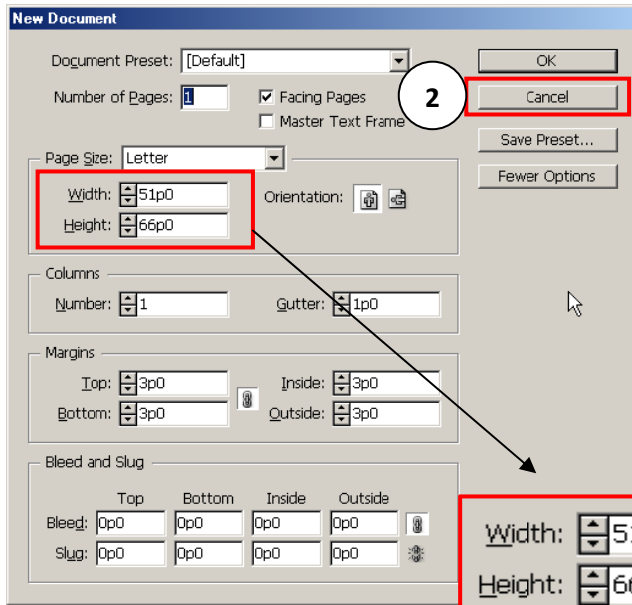 New Document
Document Preset: [Default]
OK
Number of Pages: 1
Facing Pages
2
Cancel
Master Text Frame
Save Preset...
Page Size: Letter
Fewer Options
Width: 51p0
Orientation:
Height: 66p0
Columns
Number: 1
Gutter: 1p0
Margins
Top: 3p0
Inside: 3p0
Bottom: 3p0
Outside: 3p0
Bleed and Slug
Top Bottom Inside Outside
Bleed: 0p0 0p0 0p0 0p0
Slug: 0p0 0p0 0p0 0p0
Width: 51
Height: 66